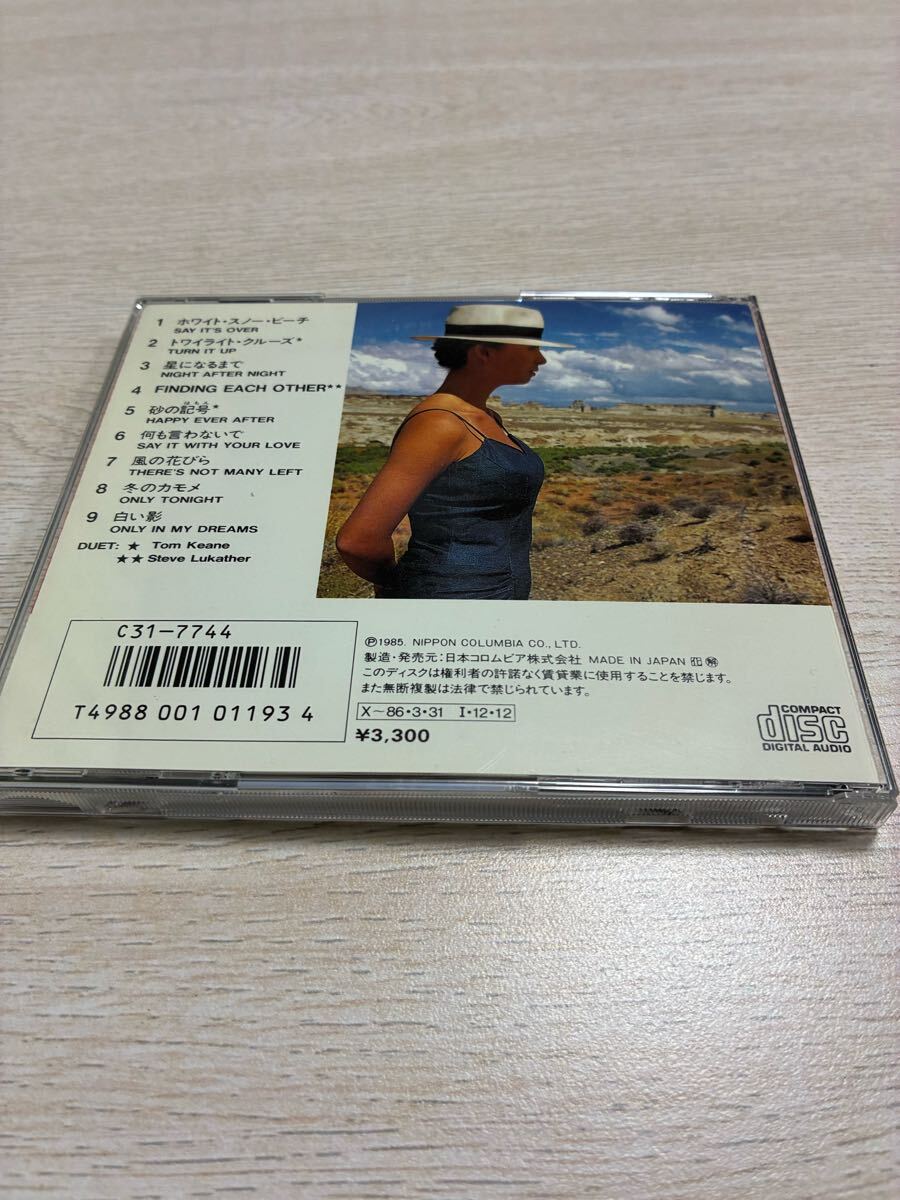 1 ホワイト・スノー・ビーチ
SAY IT'S OVER
2 トワイライト・クルーズ*
TURN IT UP
3 星になるまで
NIGHT AFTER NIGHT
4 FINDING EACH OTHER**
5 砂の記号*
HAPPY EVER AFTER
6 何も言わないで
SAY IT WITH YOUR LOVE
7 風の花びら
THERE'S NOT MANY LEFT
8 冬のカモメ
ONLY TONIGHT
9 白い影
ONLY IN MY DREAMS
DUET: ★ Tom Keane
★★ Steve Lukather
C31-7744
T4988 001 011934
Ⓟ1985. NIPPON COLUMBIA CO., LTD.
製造・発売元:日本コロムビア株式会社 MADE IN JAPAN
このディスクは権利者の許諾なく賃貸業に使用することを禁じます。
また無断複製は法律で禁じられています。
X〜86・3・31 I・12・12
¥3,300
COMPACT
disc
DIGITAL AUDIO